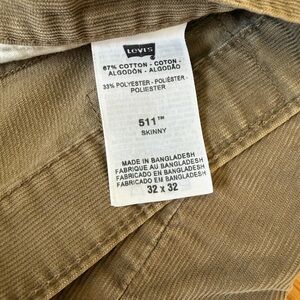 Levi's
67% COTTON - COTON -
ALGODÓN - ALGODÃO
33% POLYESTER - POLIÉSTER -
POLIESTER
511™
SKINNY
MADE IN BANGLADESH
FABRIQUE AU BANGLADESH
FABRICADO EN BANGLADESH
FABRICADO EM BANGLADESH
32 x 32